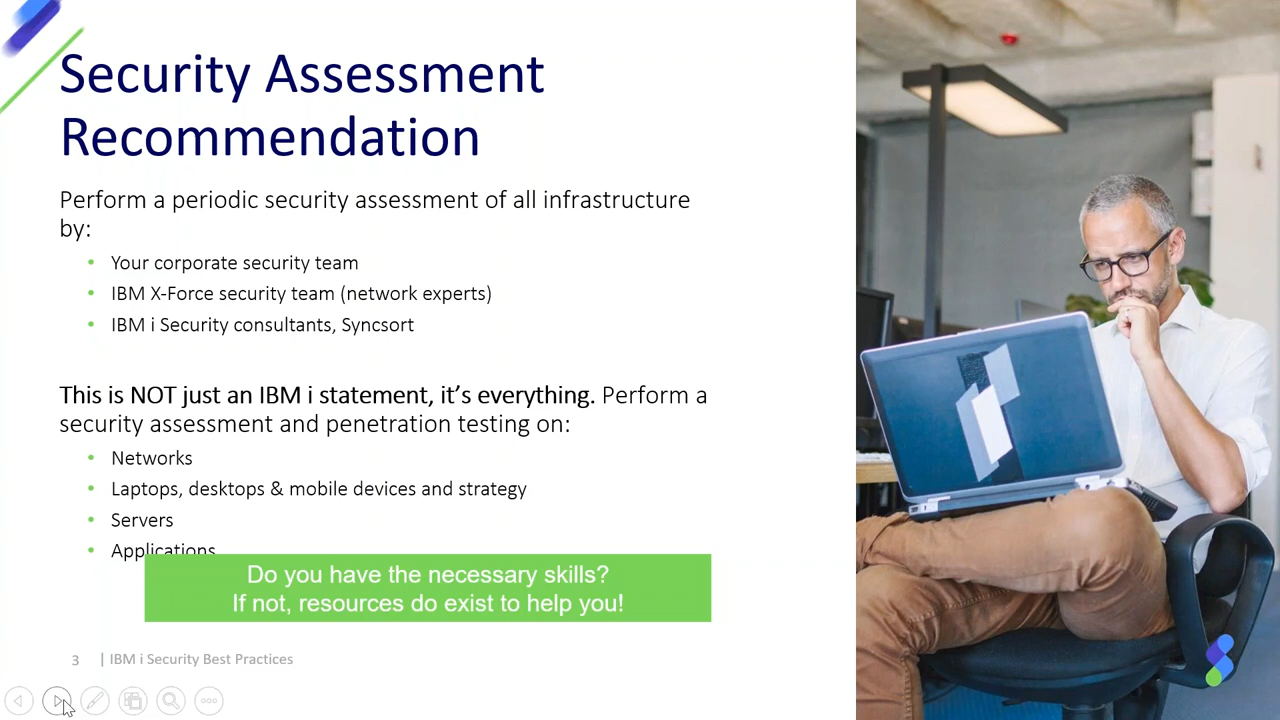 Security Assessment
Recommendation
Perform a periodic security assessment of all infrastructure
by:
• Your corporate security team
• IBM X-Force security team (network experts)
• IBM i Security consultants, Syncsort
This is NOT just an IBM i statement, it’s everything. Perform a
security assessment and penetration testing on:
• Networks
• Laptops, desktops & mobile devices and strategy
• Servers
• Applications
Do you have the necessary skills?
If not, resources do exist to help you!
3 | IBM i Security Best Practices